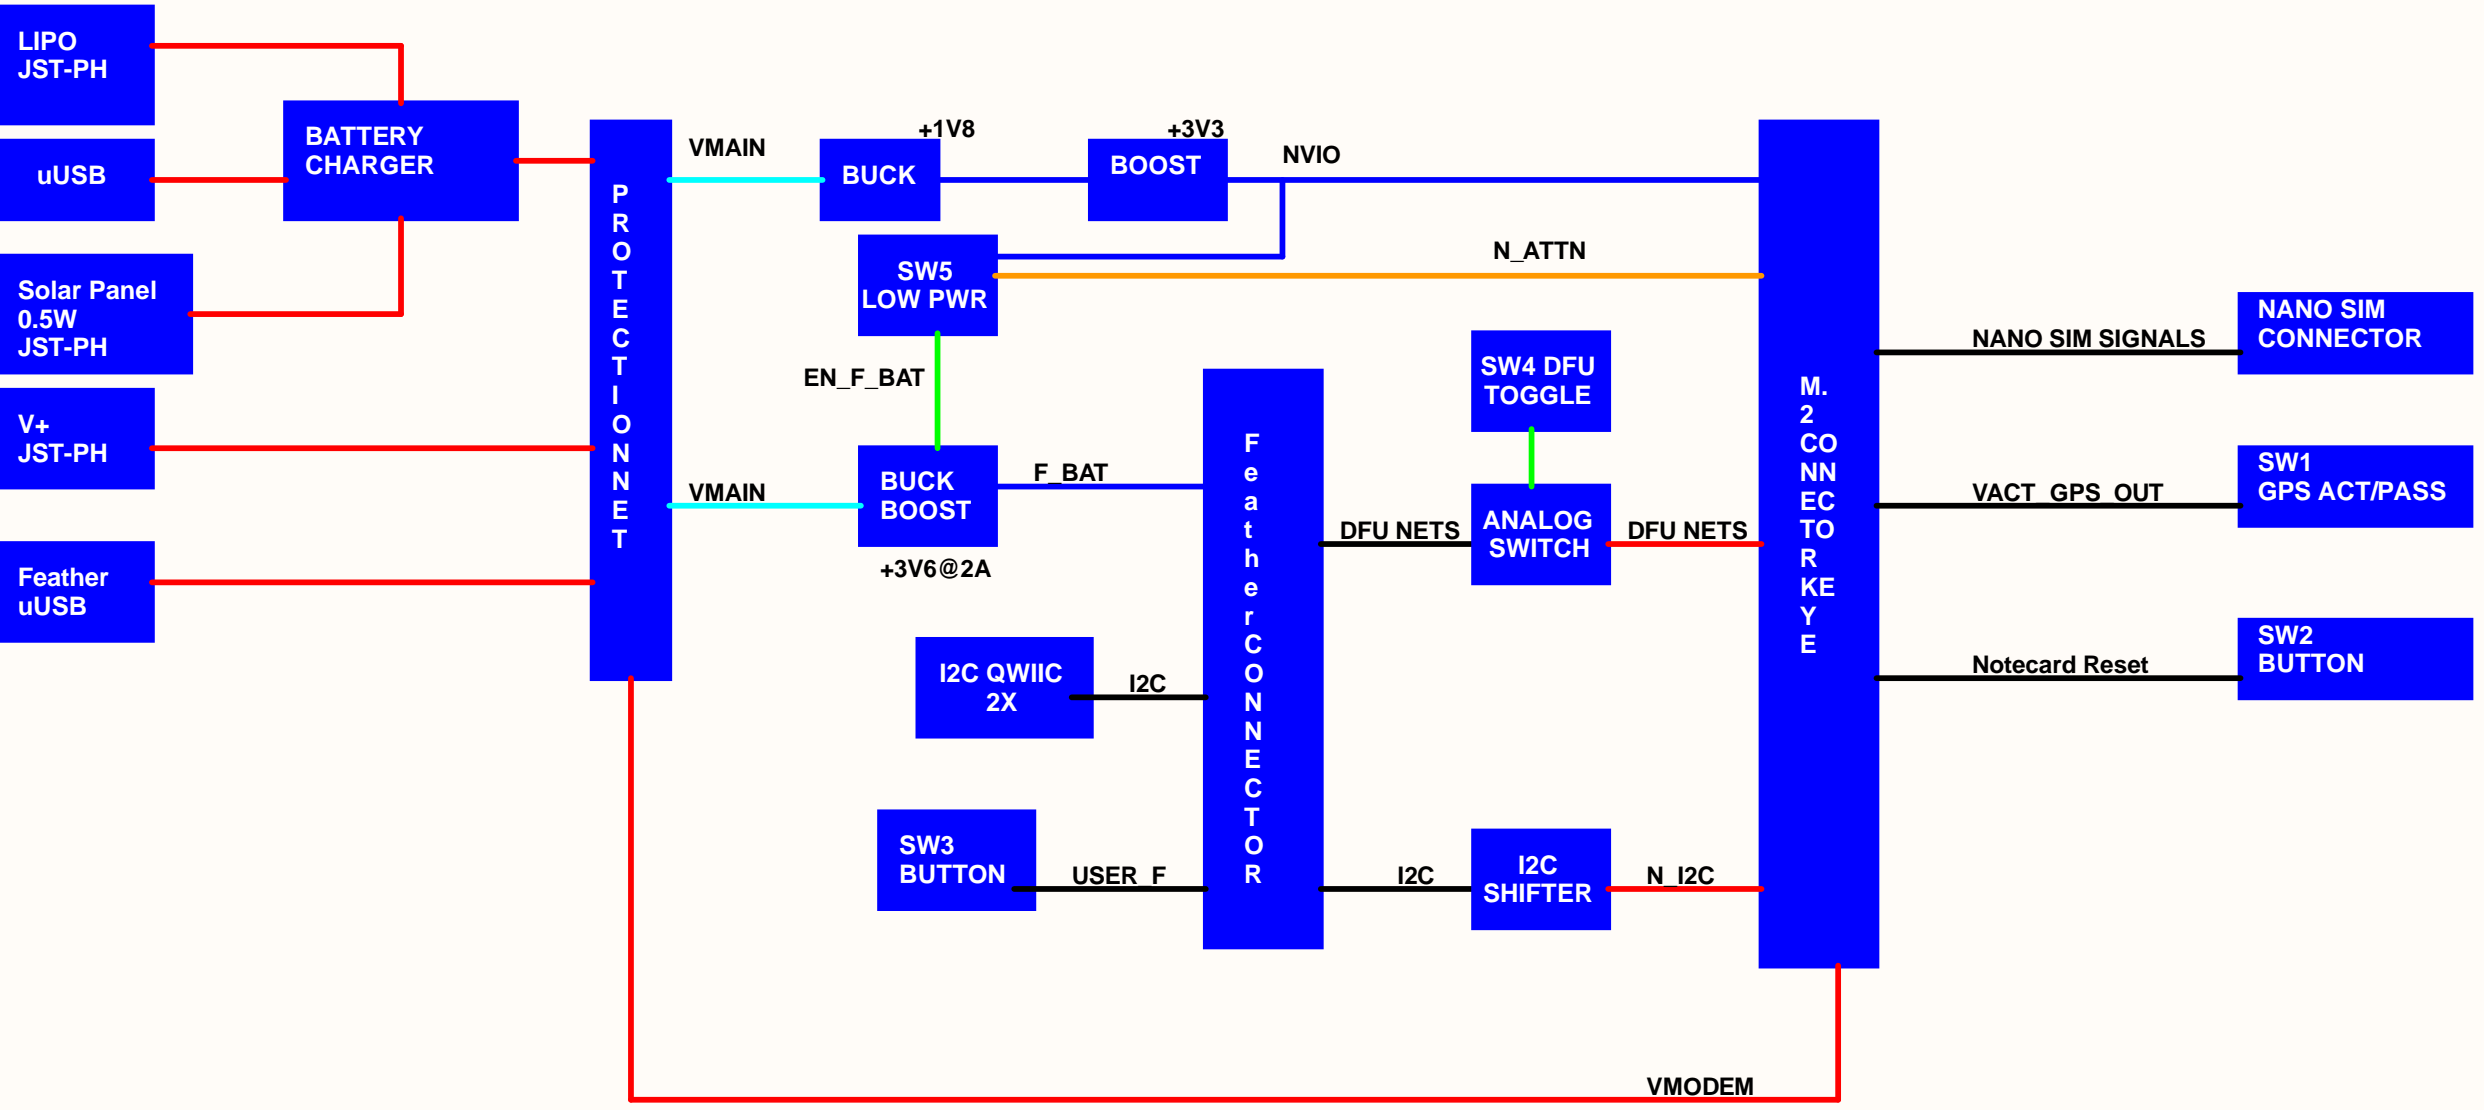 LIPO
JST-PH
uUSB
Solar Panel
0.5W
JST-PH
V+
JST-PH
Feather
uUSB
BATTERY
CHARGER
PROTECTIONNET
VMAIN
+1V8
BUCK
+3V3
BOOST
NVIO
SW5
LOW PWR
N_ATTN
EN_F_BAT
VMAIN
BUCK
BOOST
+3V6@2A
F_BAT
I2C QWIIC
2X
I2C
SW3
BUTTON
USER_F
FeatherCONNECTOR
SW4 DFU
TOGGLE
DFU NETS
ANALOG
SWITCH
DFU NETS
I2C
I2C
SHIFTER
N_I2C
M.
2
CO
NN
EC
TO
R
KE
Y
E
VMODEM
NANO SIM SIGNALS
NANO SIM
CONNECTOR
VACT_GPS_OUT
SW1
GPS ACT/PASS
Notecard Reset
SW2
BUTTON